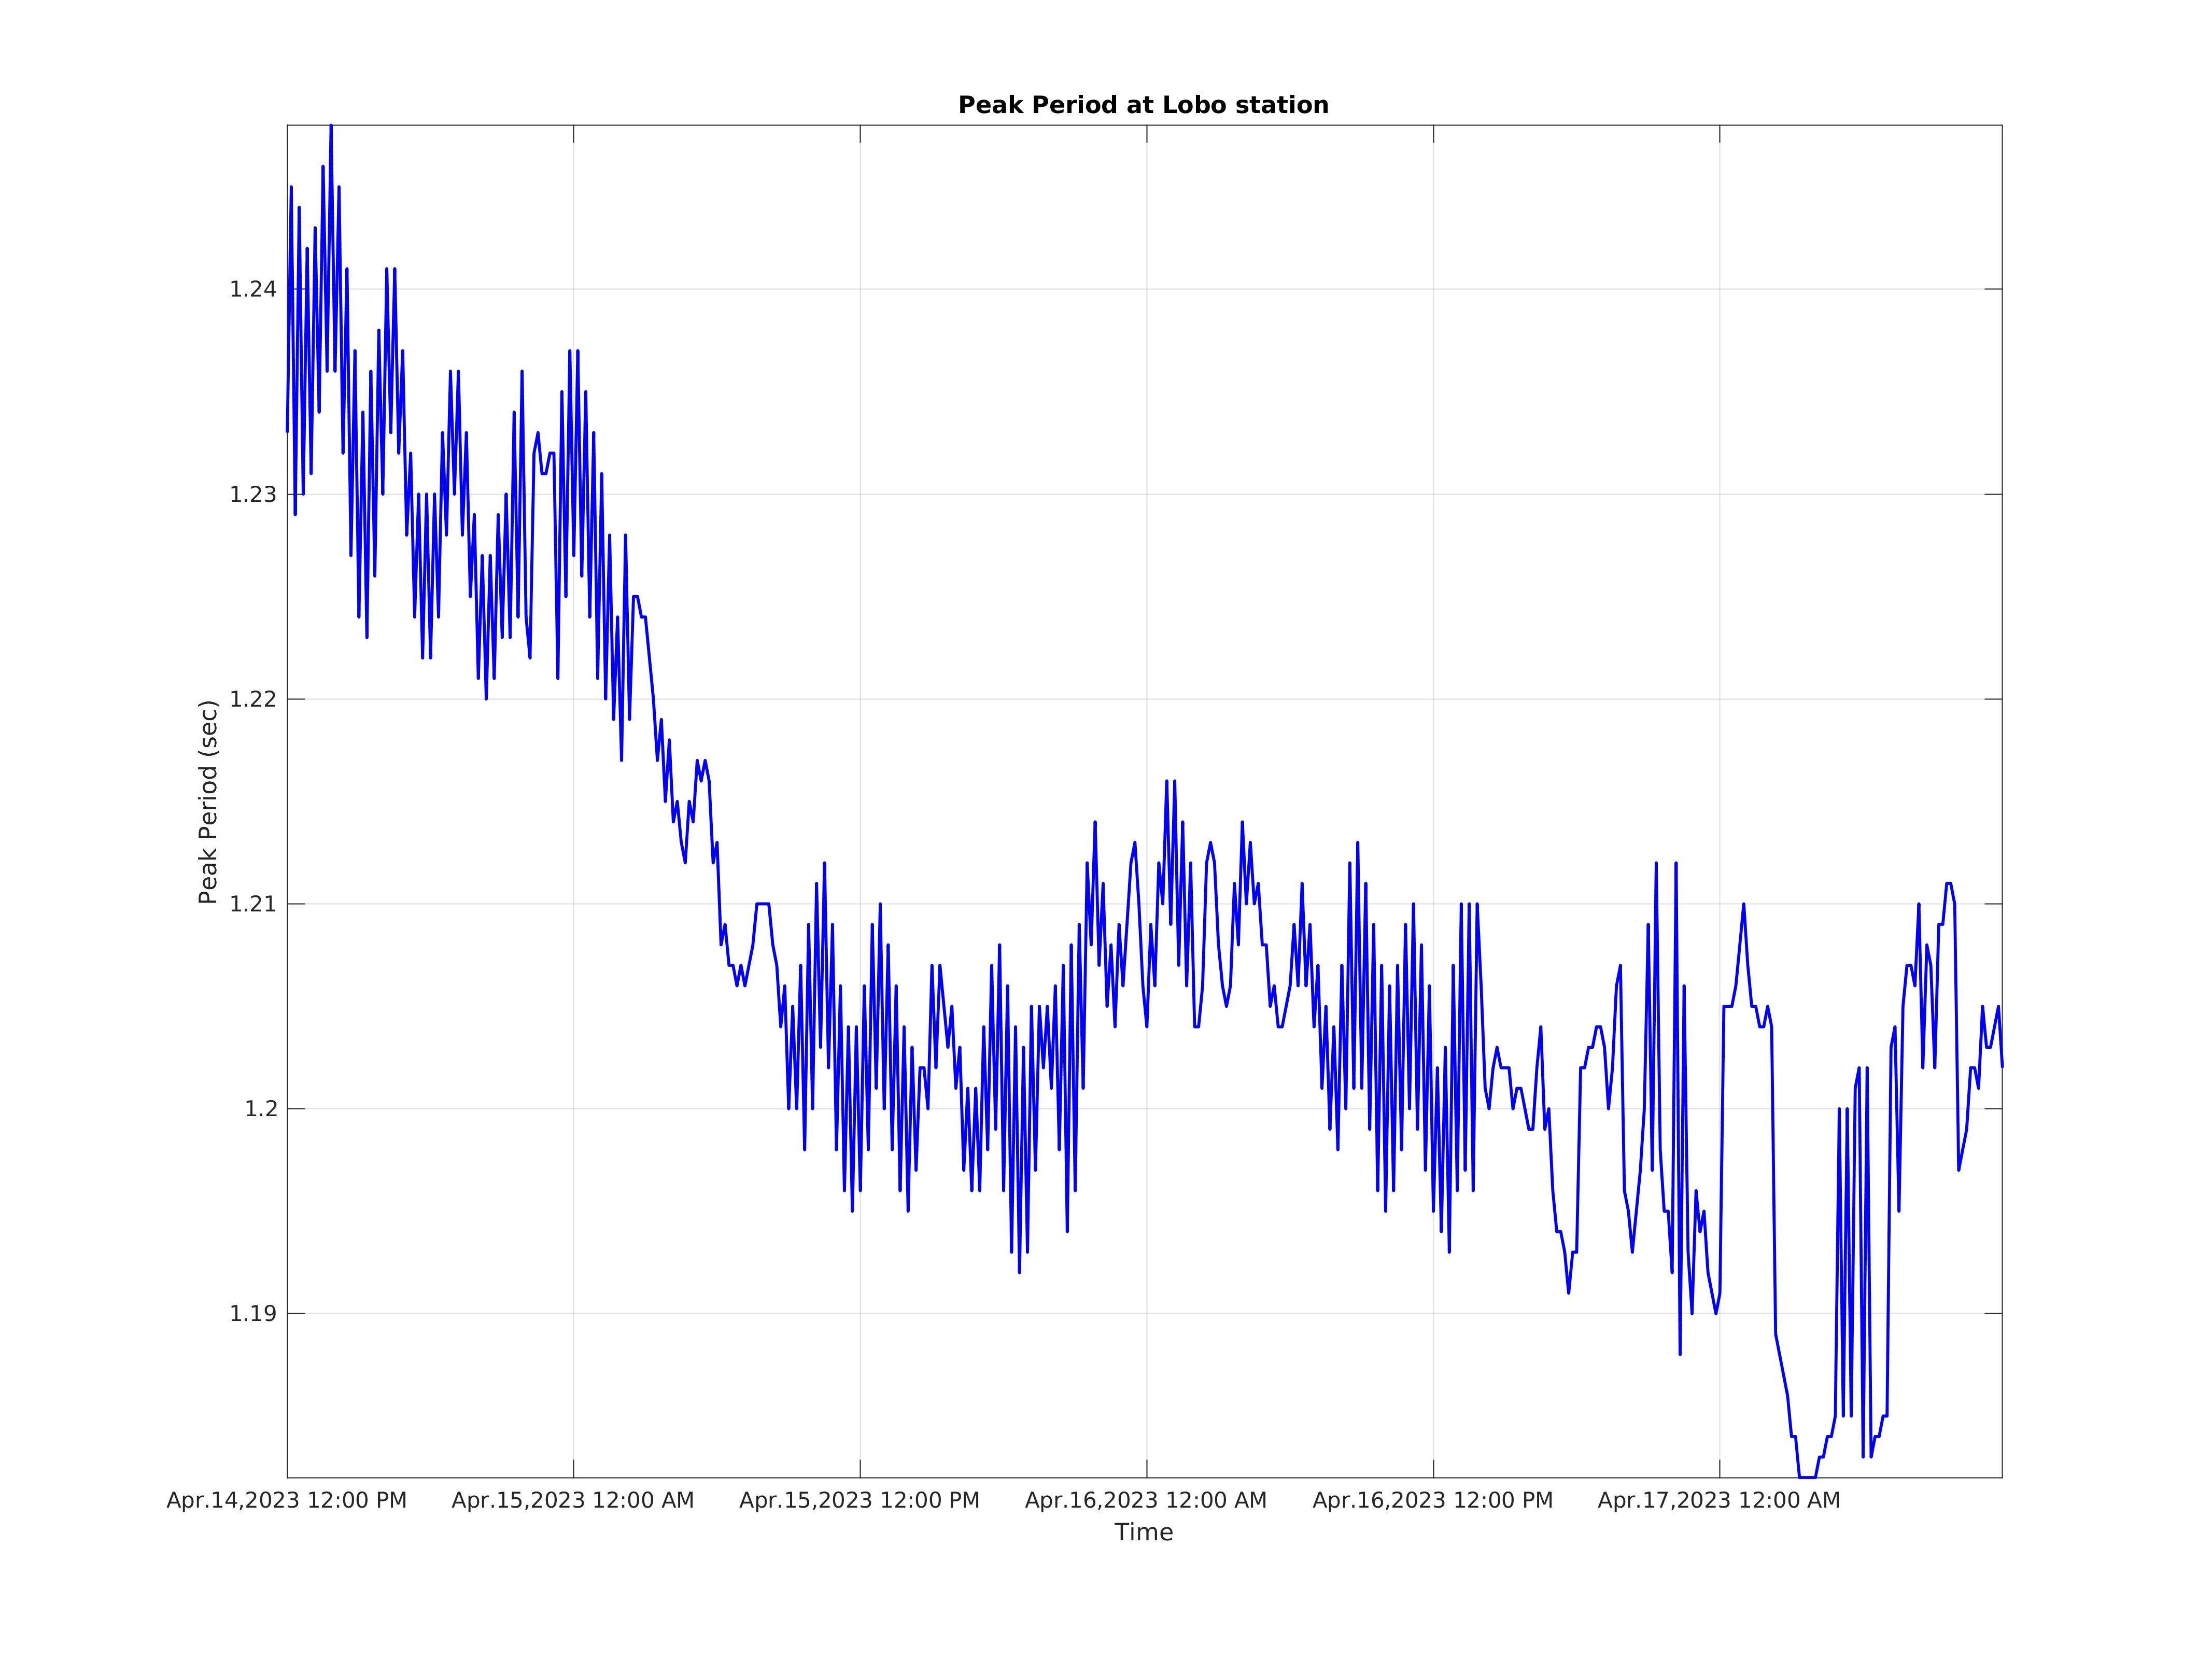 Peak Period at Lobo station
Peak Period (sec)
1.24
1.23
1.22
1.21
1.2
1.19
Apr.14,2023 12:00 PM Apr.15,2023 12:00 AM Apr.15,2023 12:00 PM Apr.16,2023 12:00 AM Apr.16,2023 12:00 PM Apr.17,2023 12:00 AM
Time